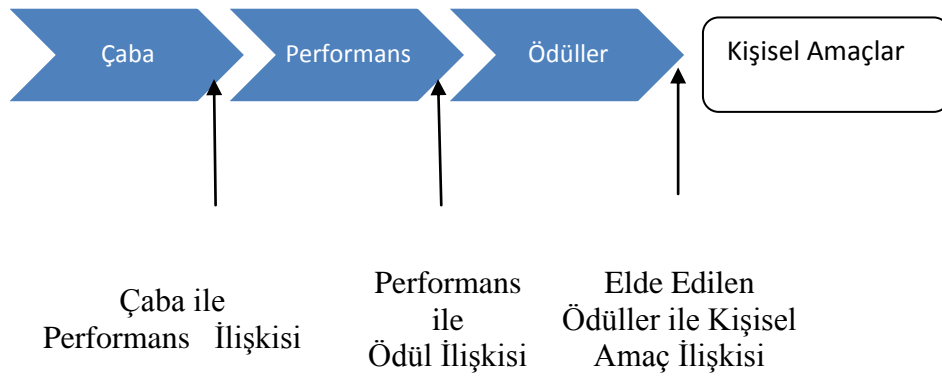 Çaba
Performans
Ödüller
Kişisel Amaçlar
Çaba ile
Performans İlişkisi
Performans
ile
Ödül İlişkisi
Elde Edilen
Ödüller ile Kişisel
Amaç İlişkisi